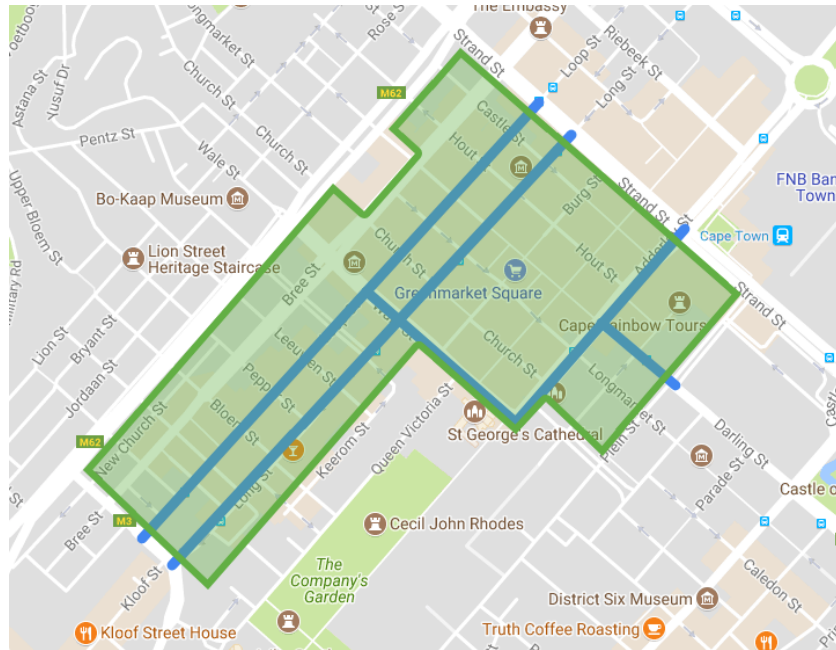 The Embassy
Strand St
Rose St
Longmarket St
Loop St
Riebeek St
Long St
Astana St
Yusuf Dr
Church St
M62
Castle St
Pentz St
Church St
Hout St
Wale St
FNB Ban
Town
Burg St
Strand St
Bo-Kaap Museum
Upper Bloem St
Cape Town
Lion Street
Heritage Staircase
Church St
Hout St
Adderl
Bree St
Military Rd
Greenmarket Square
Strand St
Cape Rainbow Tours
Lion St
Bryant St
Leeuwen St
Church St
Jordaan St
Pepper St
Longmarket St
Queen Victoria St
Bloem St
St George's Cathedral
New Church St
M62
Keerom St
Plein St
Darling St
Long St
Parade St
Castle o
M3
Bree St
Cecil John Rhodes
Kloof St
The
Company's
Garden
Caledon St
District Six Museum
Kloof Street House
Truth Coffee Roasting